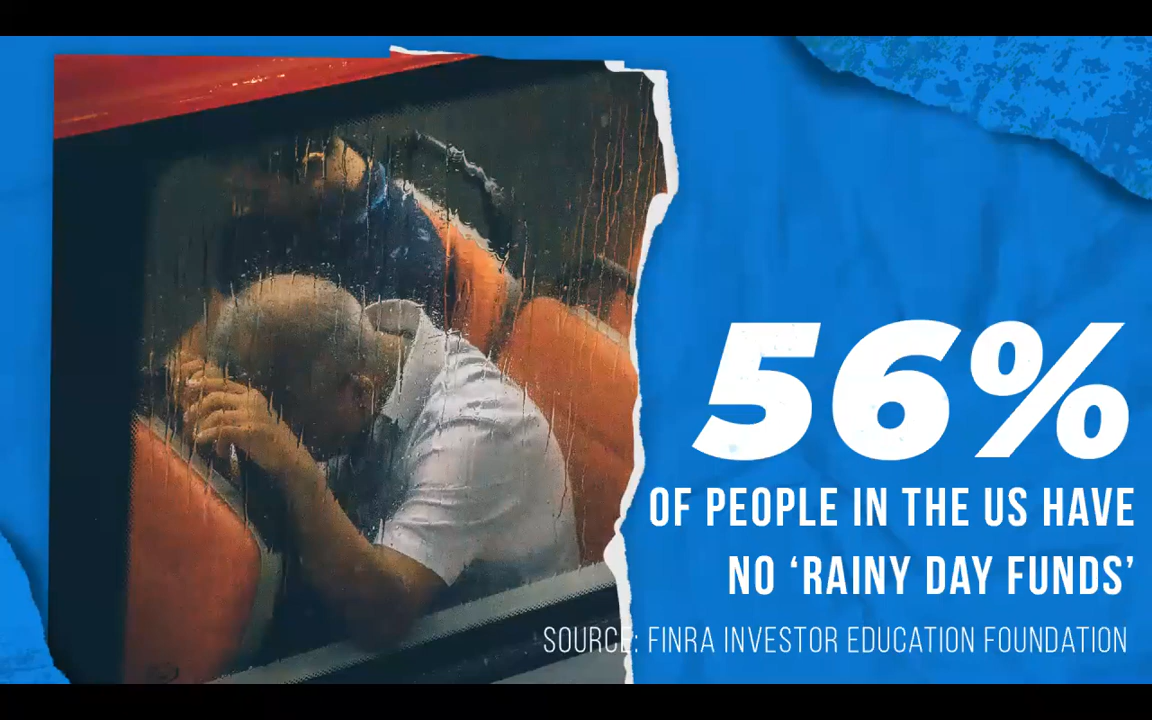 56%
OF PEOPLE IN THE US HAVE
NO ‘RAINY DAY FUNDS’
SOURCE: FINRA INVESTOR EDUCATION FOUNDATION